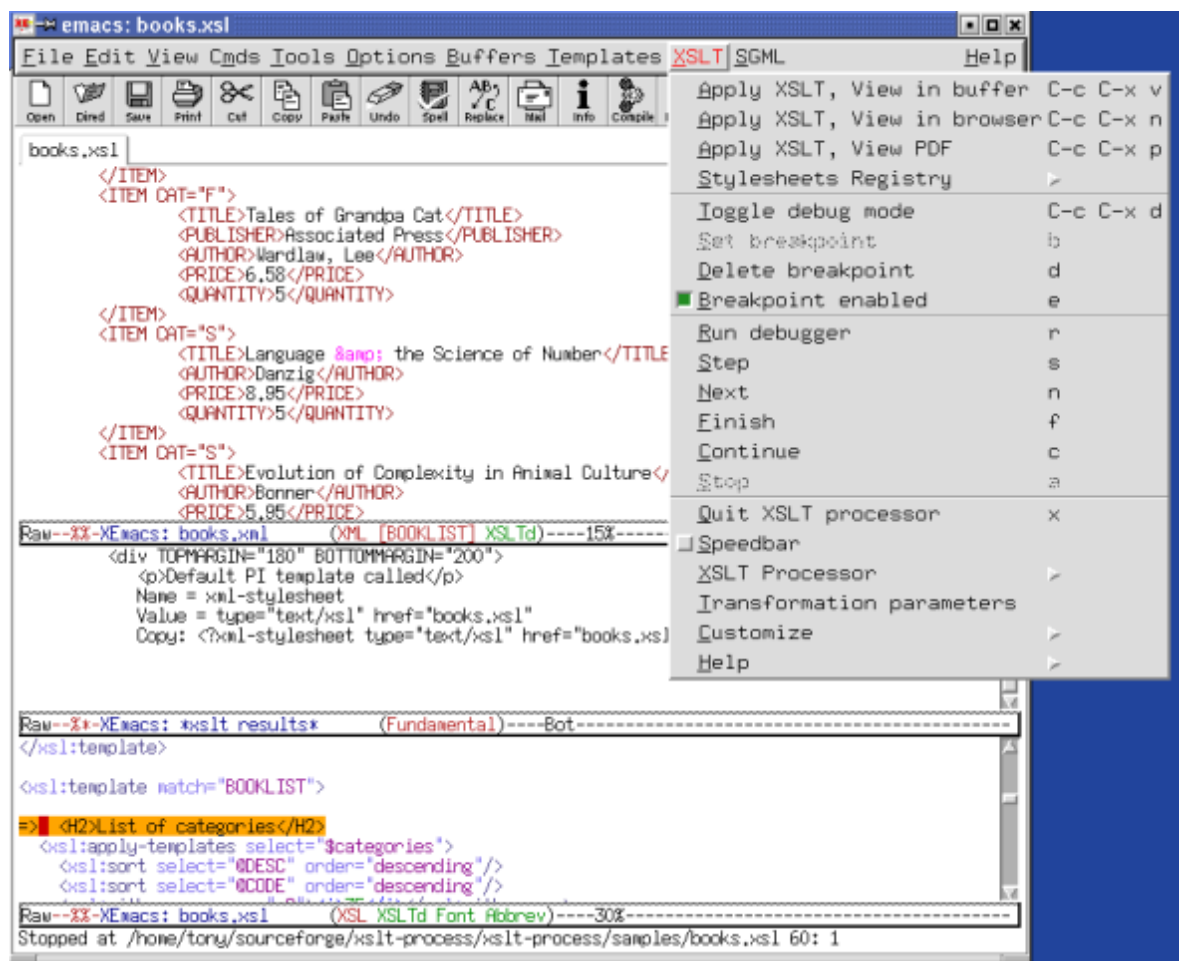 emacs: books.xsl
File Edit View Cmds Tools Options Buffers Templates XSLT SGML Help
Open Dired Save Print Cut Copy Paste Undo Spell Replace Mail Info Compile
books.xsl
</ITEM>
<ITEM CAT="F">
<TITLE>Tales of Grandpa Cat</TITLE>
<PUBLISHER>Associated Press</PUBLISHER>
<AUTHOR>Wardlaw, Lee</AUTHOR>
<PRICE>6.58</PRICE>
<QUANTITY>5</QUANTITY>
</ITEM>
<ITEM CAT="S">
<TITLE>Language &amp; the Science of Number</TITLE
<AUTHOR>Danzig</AUTHOR>
<PRICE>8.95</PRICE>
<QUANTITY>5</QUANTITY>
</ITEM>
<ITEM CAT="S">
<TITLE>Evolution of Complexity in Animal Culture</
<AUTHOR>Bonner</AUTHOR>
<PRICE>5.95</PRICE>
Raw--%%-XEmacs: books.xml (XML [BOOKLIST] XSLTd)----15%------
<div TOPMARGIN="180" BOTTOMMARGIN="200">
<p>Default PI template called</p>
Name = xml-stylesheet
Value = type="text/xsl" href="books.xsl"
Copy: <?xml-stylesheet type="text/xsl" href="books.xsl
Apply XSLT, View in buffer C-c C-x v
Apply XSLT, View in browser C-c C-x n
Apply XSLT, View PDF C-c C-x p
Stylesheets Registry
Toggle debug mode C-c C-x d
Set breakpoint b
Delete breakpoint d
Breakpoint enabled e
Run debugger r
Step s
Next n
Finish f
Continue c
Stop a
Quit XSLT processor x
Speedbar
XSLT Processor
Transformation parameters
Customize
Help
Raw--%*-XEmacs: *xslt results* (Fundamental)----Bot--------------------------------------------
</xsl:template>
<xsl:template match="BOOKLIST">
=> <H2>List of categories</H2>
<xsl:apply-templates select="$categories">
<xsl:sort select="@DESC" order="descending"/>
<xsl:sort select="@CODE" order="descending"/>
Raw--%%-XEmacs: books.xsl (XSL XSLTd Font Abbrev)----30%---------------------------------------
Stopped at /home/tony/sourceforge/xslt-process/xslt-process/samples/books.xsl 60: 1